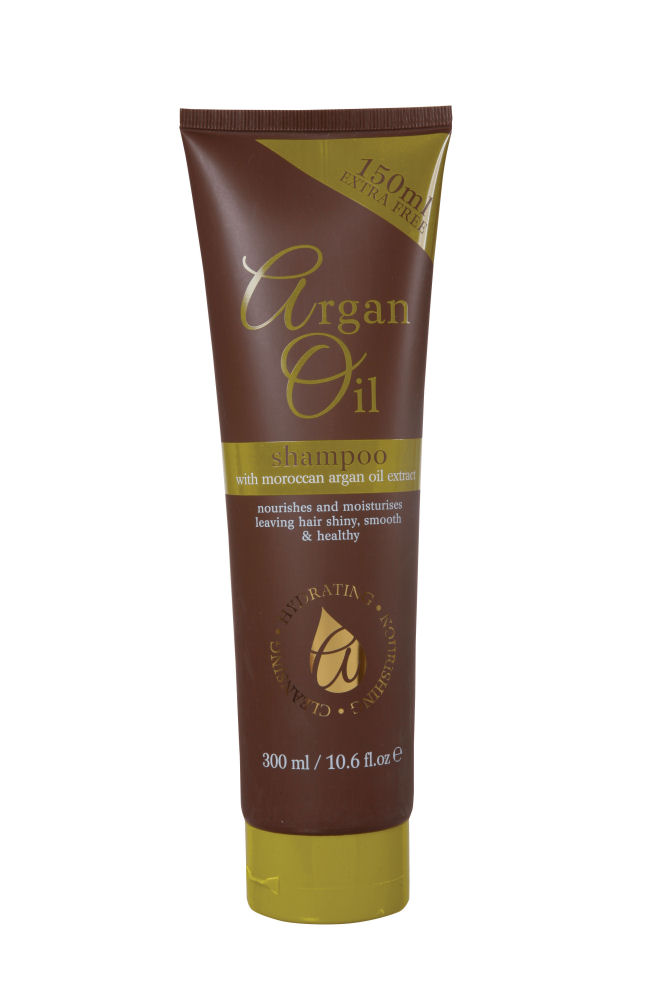 150ml
EXTRA FREE
Argan
Oil
shampoo
with moroccan argan oil extract
nourishes and moisturises
leaving hair shiny, smooth
& healthy
CLEANSING • HYDRATING • NOURISHING •
300 ml / 10.6 fl.oz ℮